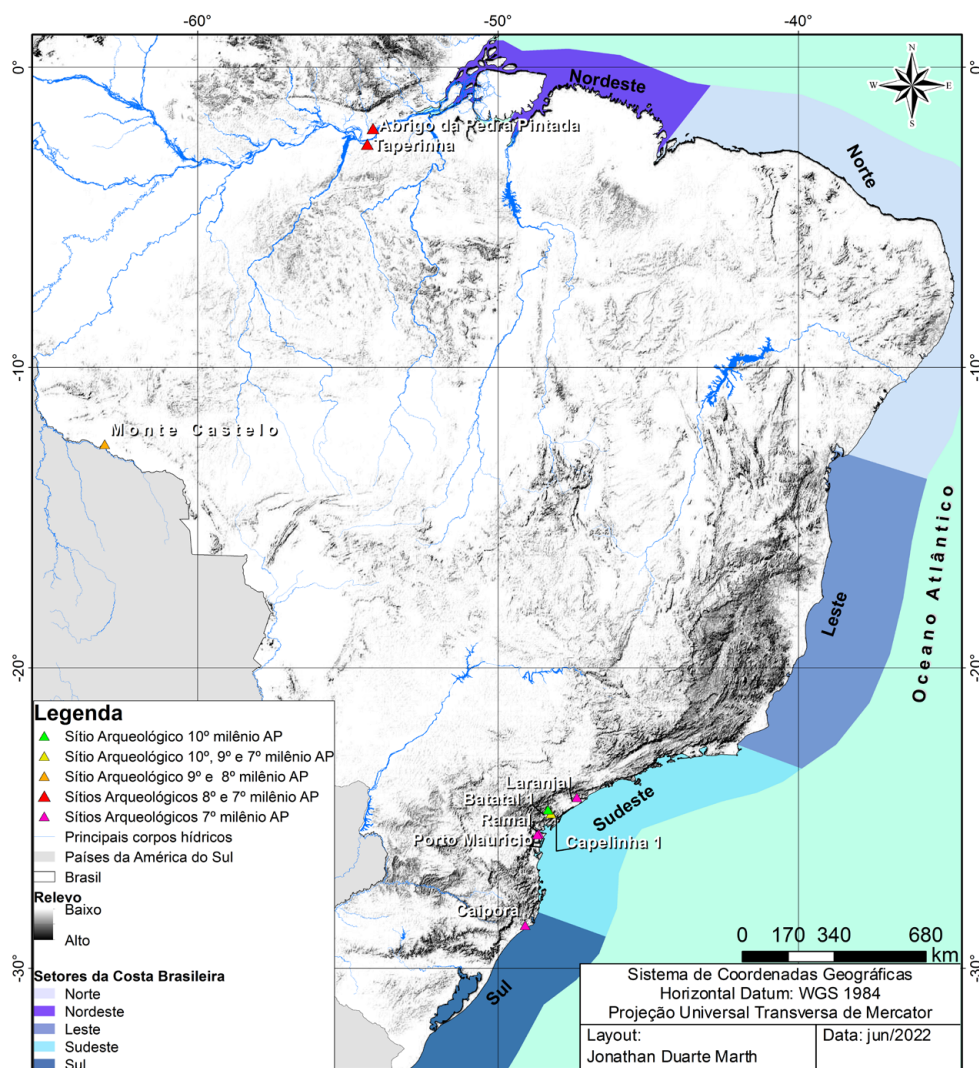 -60°
-50°
-40°
0°
0°
Nordeste
N
W
E
S
Abrigo da Pedra Pintada
Taperinha
Norte
-10°
-10°
Monte Castelo
Oceano Atlântico
Leste
-20°
-20°
Legenda
Sítio Arqueológico 10º milênio AP
Sítio Arqueológico 10º, 9º e 7º milênio AP
Sítio Arqueológico 9º e 8º milênio AP
Sítios Arqueológicos 8º e 7º milênio AP
Sítios Arqueológicos 7º milênio AP
Principais corpos hídricos
Países da América do Sul
Brasil
Relevo
Baixo
Alto
Setores da Costa Brasileira
Norte
Nordeste
Leste
Sudeste
Sul
Laranjal
Batatal 1
Ramal
Porto Maurício
Capelinha 1
Sudeste
Caipora
Sul
0 170 340 680
km
-30°
-30°
Sistema de Coordenadas Geográficas
Horizontal Datum: WGS 1984
Projeção Universal Transversa de Mercator
Layout:
Jonathan Duarte Marth
Data: jun/2022